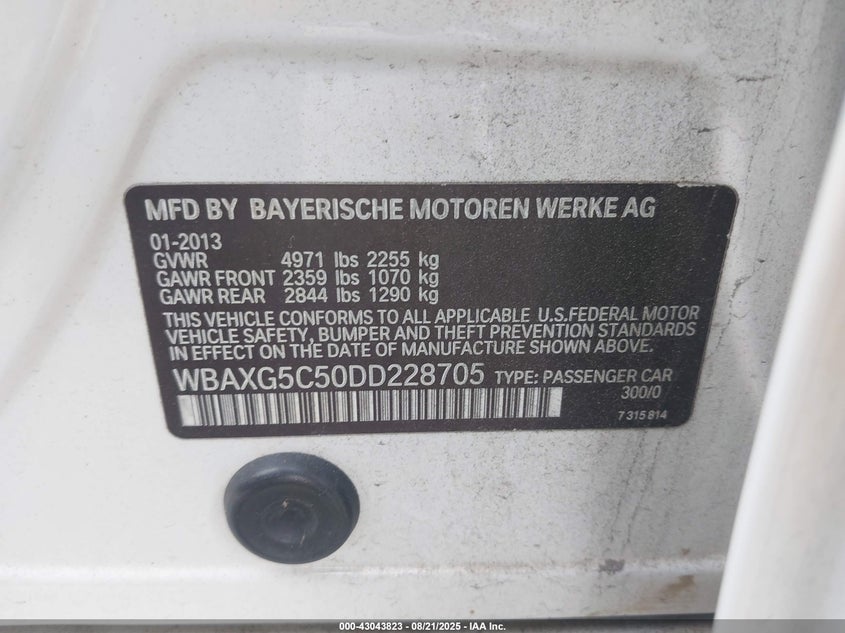 MFD BY BAYERISCHE MOTOREN WERKE AG
01-2013
GVWR 4971 lbs 2255 kg
GAWR FRONT 2359 lbs 1070 kg
GAWR REAR 2844 lbs 1290 kg
THIS VEHICLE CONFORMS TO ALL APPLICABLE U.S.FEDERAL MOTOR
VEHICLE SAFETY, BUMPER AND THEFT PREVENTION STANDARDS
IN EFFECT ON THE DATE OF MANUFACTURE SHOWN ABOVE.
WBAXG5C50DD228705 TYPE: PASSENGER CAR
300/0
7 315 814
000-43043823 - 08/21/2025 - IAA Inc.